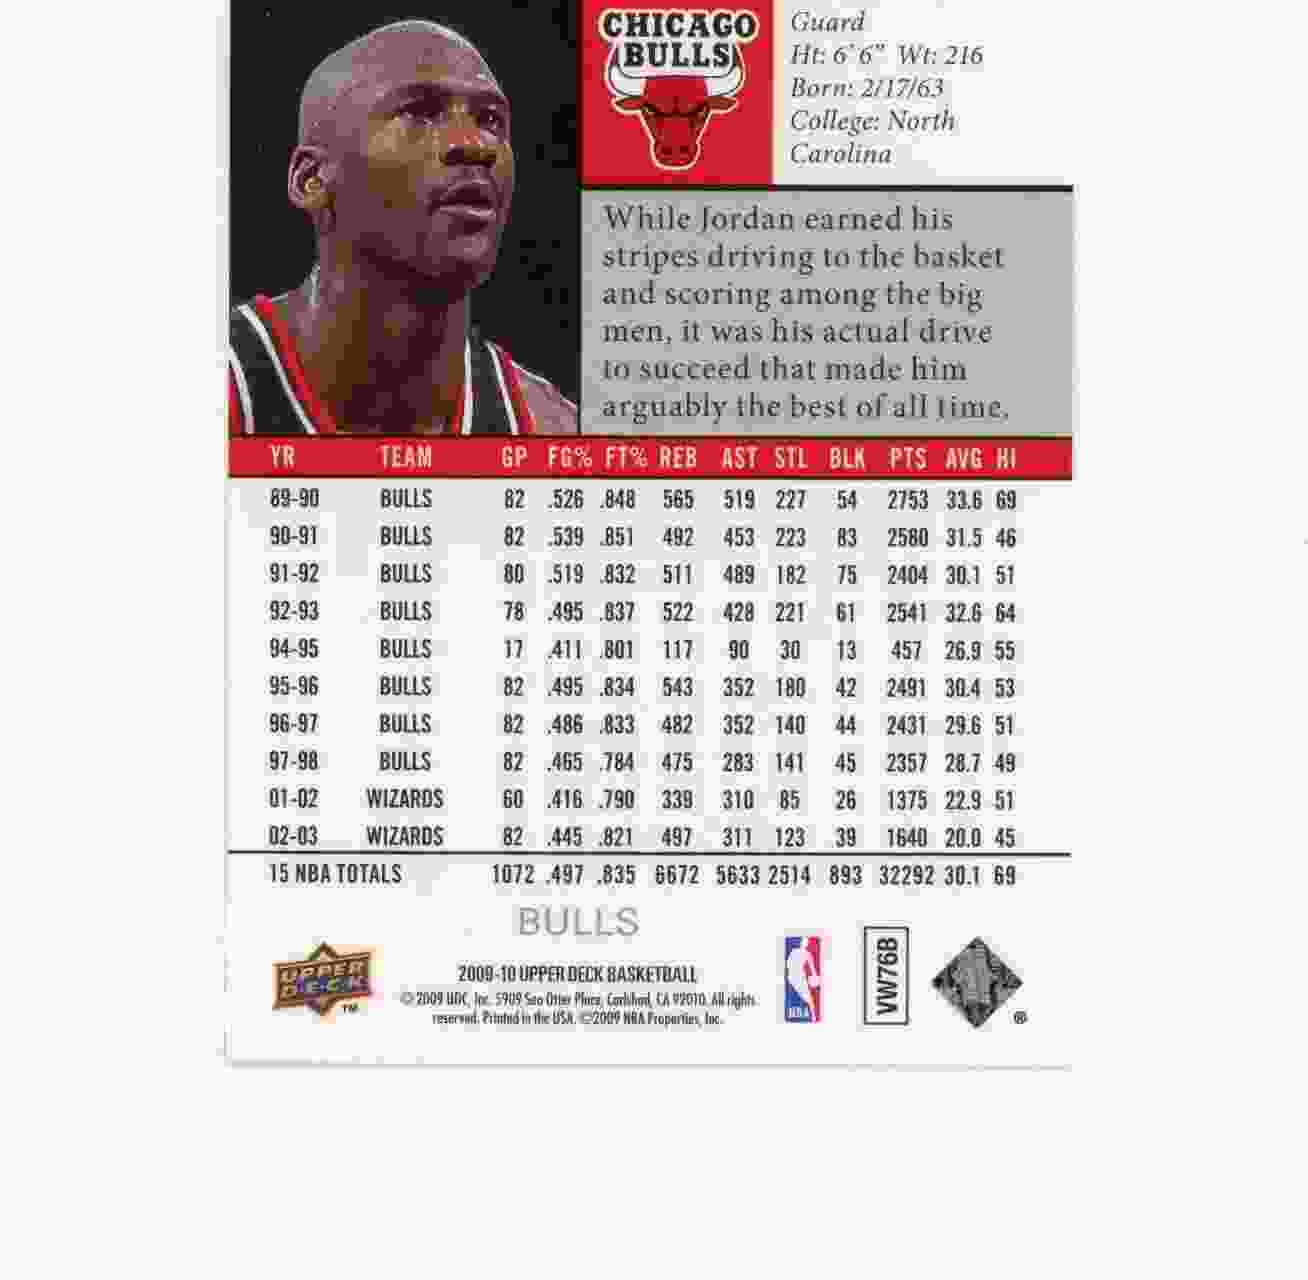 CHICAGO
BULLS
Guard
Ht: 6' 6" Wt: 216
Born: 2/17/63
College: North
Carolina
While Jordan earned his
stripes driving to the basket
and scoring among the big
men, it was his actual drive
to succeed that made him
arguably the best of all time.
YR TEAM GP FG% FT% REB AST STL BLK PTS AVG HI
89-90 BULLS 82 .526 .848 565 519 227 54 2753 33.6 69
90-91 BULLS 82 .539 .851 492 453 223 83 2580 31.5 46
91-92 BULLS 80 .519 .832 511 489 182 75 2404 30.1 51
92-93 BULLS 78 .495 .837 522 428 221 61 2541 32.6 64
94-95 BULLS 17 .411 .801 117 90 30 13 457 26.9 55
95-96 BULLS 82 .495 .834 543 352 180 42 2491 30.4 53
96-97 BULLS 82 .486 .833 482 352 140 44 2431 29.6 51
97-98 BULLS 82 .465 .784 475 283 141 45 2357 28.7 49
01-02 WIZARDS 60 .416 .790 339 310 85 26 1375 22.9 51
02-03 WIZARDS 82 .445 .821 497 311 123 39 1640 20.0 45
15 NBA TOTALS 1072 .497 .835 6672 5633 2514 893 32292 30.1 69
BULLS
UPPER
DECK
™
2009-10 UPPER DECK BASKETBALL
© 2009 UDC, Inc. 5909 Sea Otter Place, Carlsbad, CA 92010. All rights
reserved. Printed in the USA. ©2009 NBA Properties, Inc.
NBA
VW76B
®